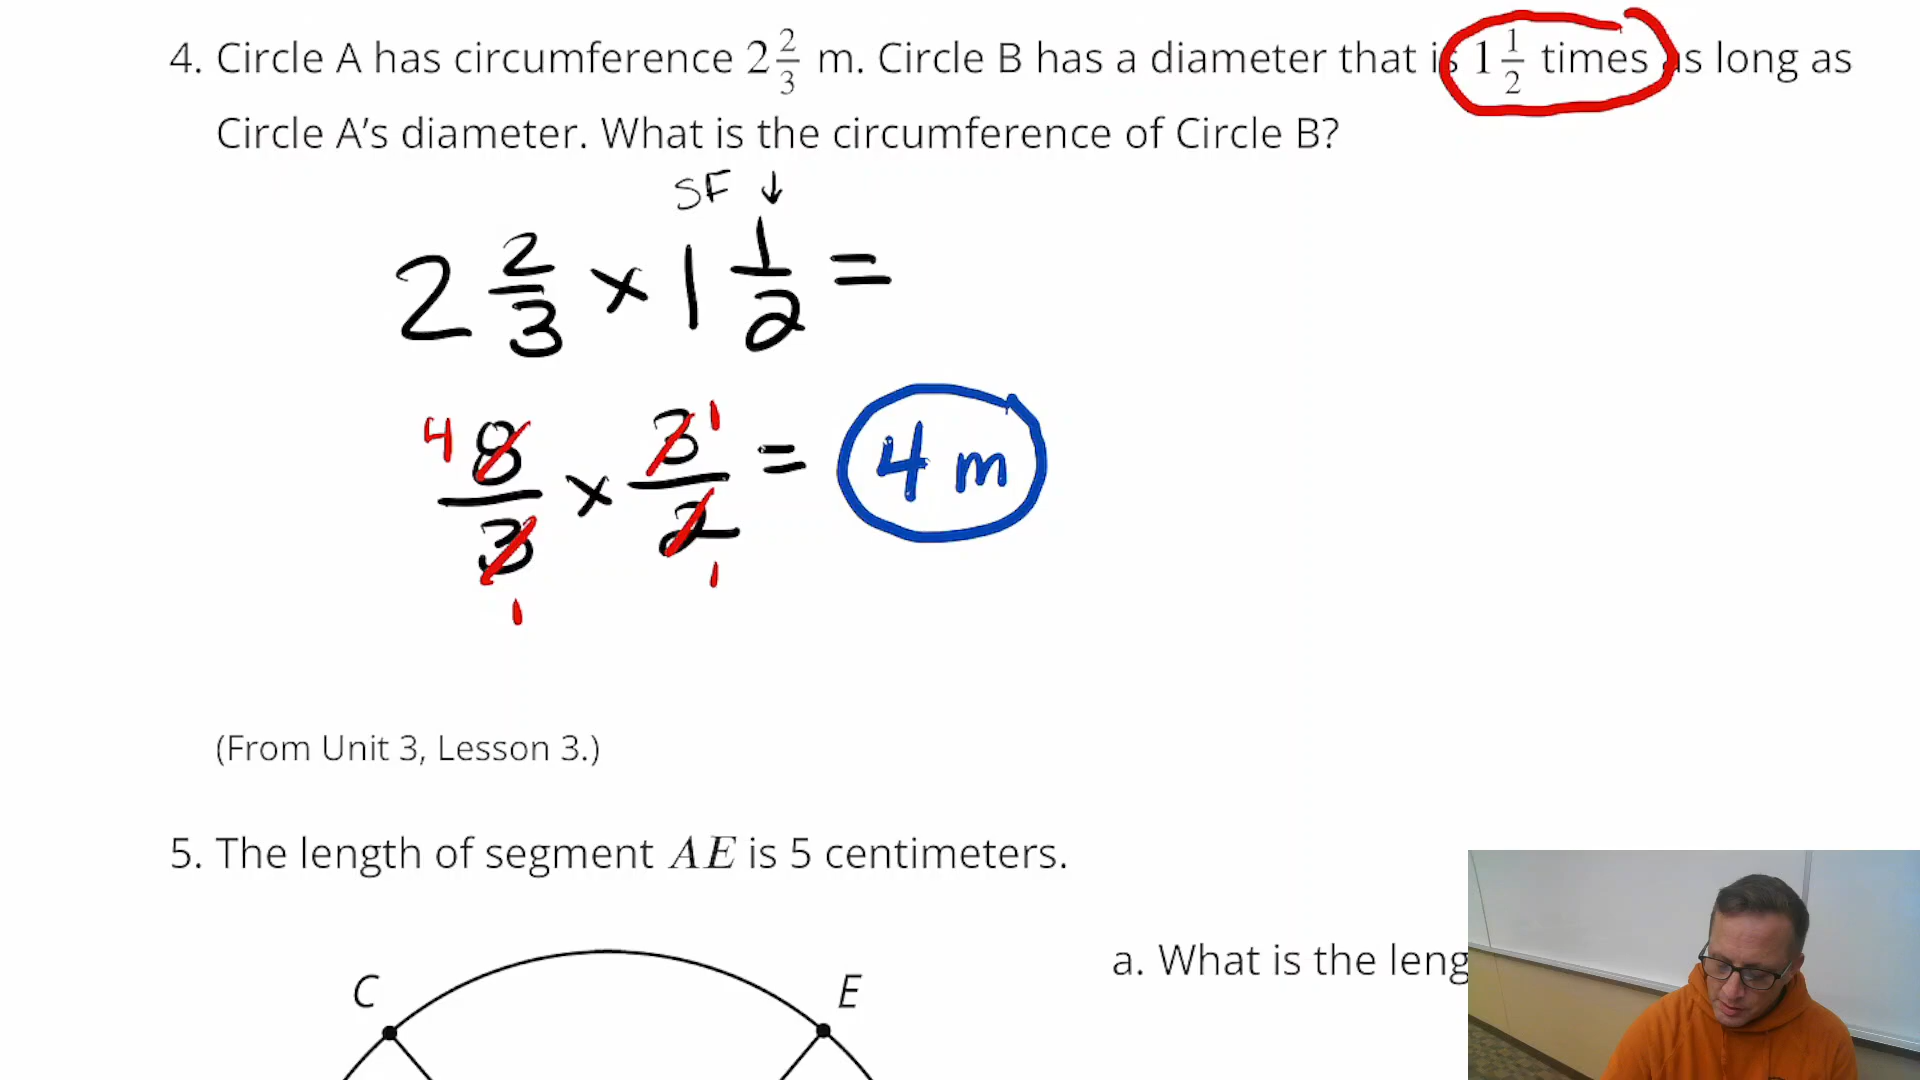 4. Circle A has circumference 2 2/3 m. Circle B has a diameter that is 1 1/2 times as long as
Circle A’s diameter. What is the circumference of Circle B?
SF ↓
2 2/3 × 1 1/2 =
4 1
8/3 × 3/2 = 4 m
1 1
(From Unit 3, Lesson 3.)
5. The length of segment AE is 5 centimeters.
a. What is the leng
C E